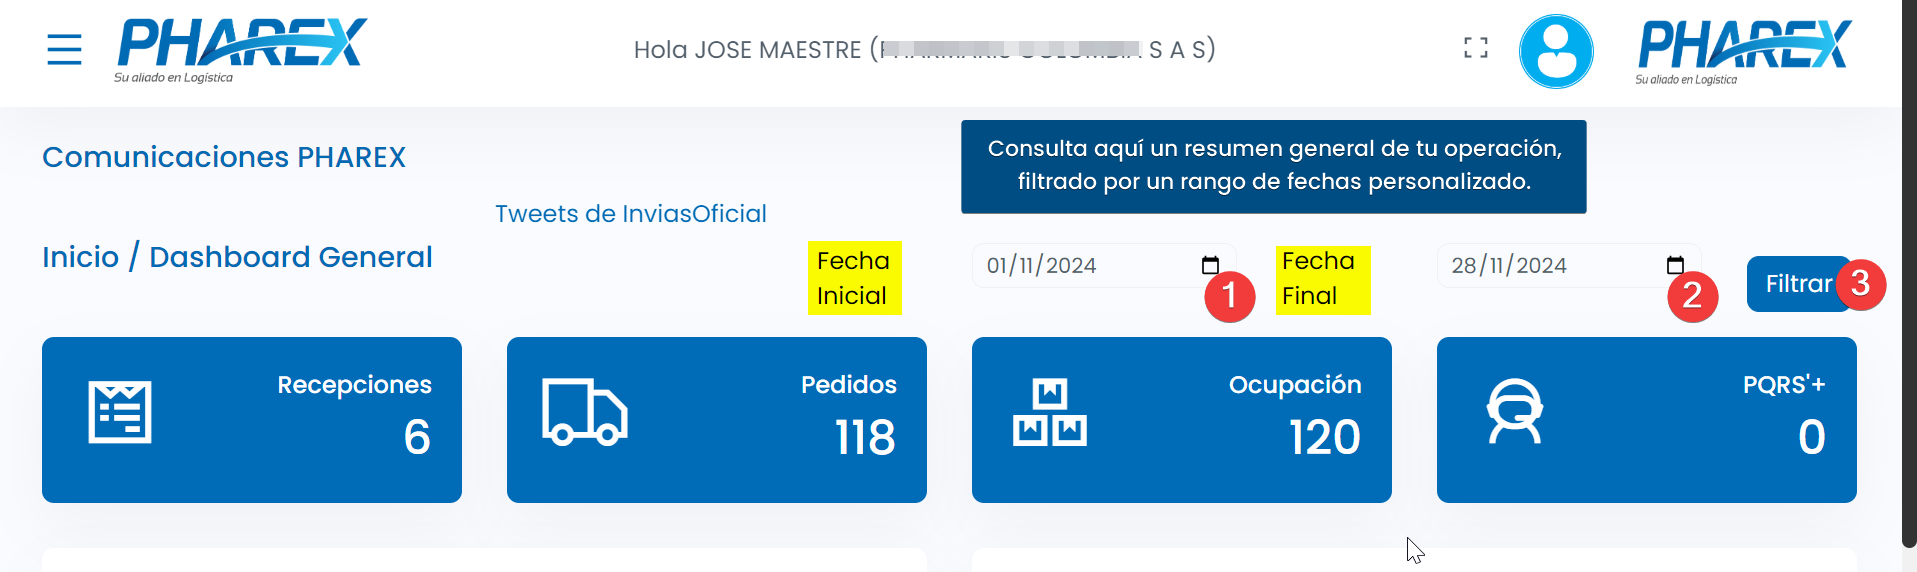 PHAREX
Su aliado en Logística
Hola JOSE MAESTRE ( S A S)
PHAREX
Su aliado en Logística
Comunicaciones PHAREX
Consulta aquí un resumen general de tu operación,
filtrado por un rango de fechas personalizado.
Tweets de InviasOficial
Inicio / Dashboard General
Fecha
Inicial
01/11/2024
1
Fecha
Final
28/11/2024
2
Filtrar
3
Recepciones
6
Pedidos
118
Ocupación
120
PQRS'+
0